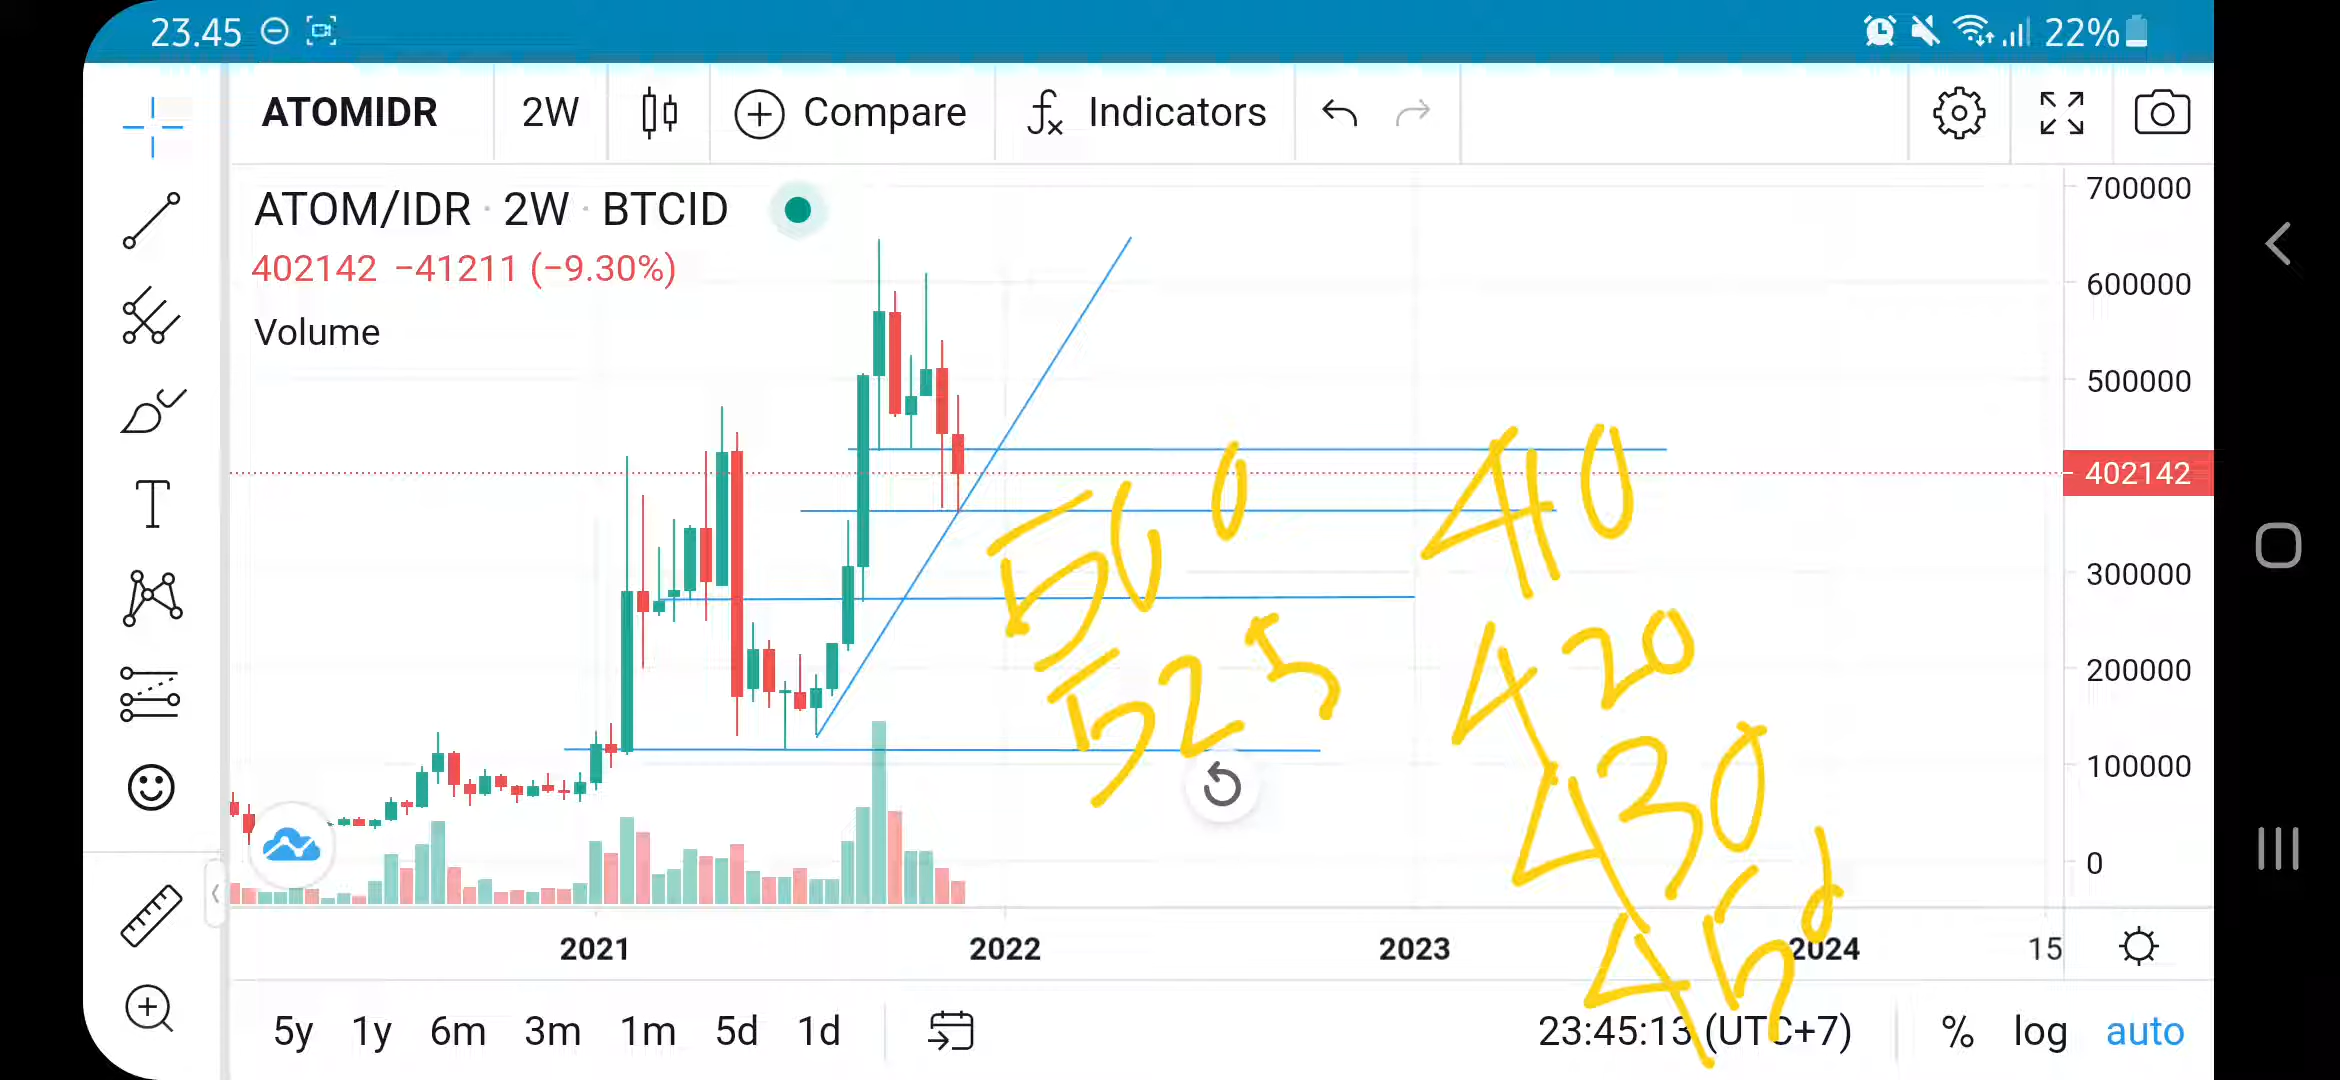 23.45 22%
ATOMIDR 2W Compare Indicators
ATOM/IDR · 2W · BTCID
402142 −41211 (−9.30%)
Volume
700000
600000
500000
402142
300000
200000
100000
0
500
525
410
420
430
450
2021 2022 2023 2024 15
5y 1y 6m 3m 1m 5d 1d 23:45:13 (UTC+7) % log auto